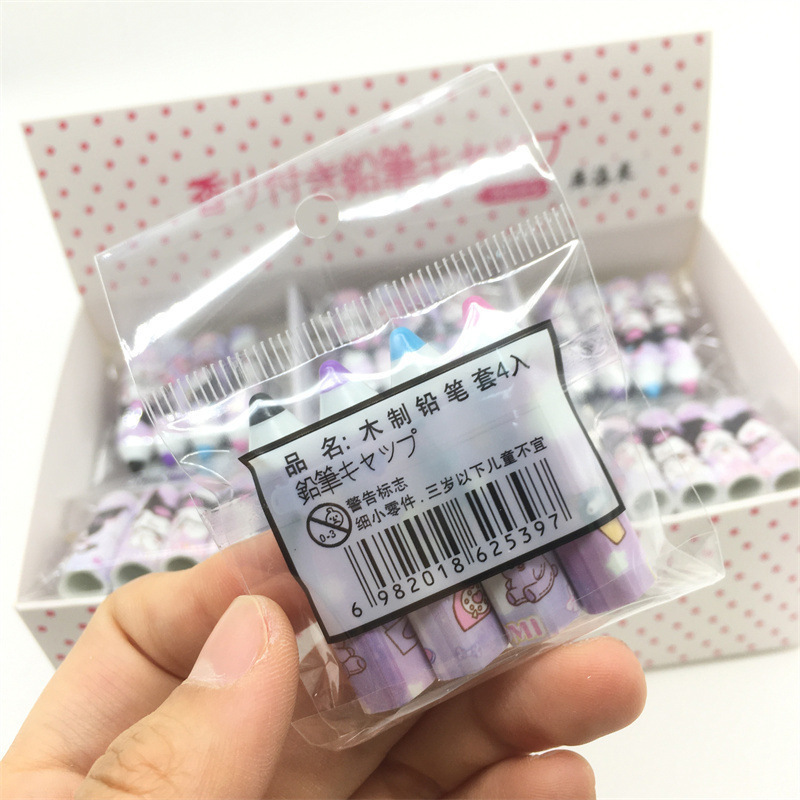 香り付き鉛筆キャップ
品 名: 木制铅笔套4入
鉛筆キャップ
警告标志
0-3
细小零件.三岁以下儿童不宜
6 982018 625397
MI